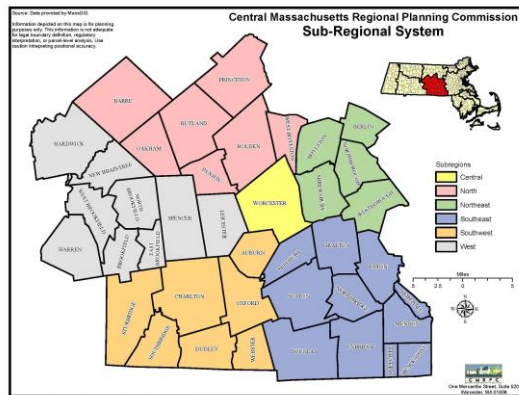 Source: Data provided by MassGIS.
Information depicted on this map is for planning
purposes only. This information is not adequate
for legal boundary definition, regulatory
interpretation, or parcel-level analysis. Use
caution intrepreting positional accuracy.
Central Massachusetts Regional Planning Commission
Sub-Regional System
PRINCETON
BARRE
RUTLAND
HARDWICK
OAKHAM
HOLDEN
WEST BOYLSTON
BOYLSTON
BERLIN
NORTHBOROUGH
NEW BRAINTREE
PAXTON
SHREWSBURY
WESTBOROUGH
WEST BROOKFIELD
NORTH BROOKFIELD
SPENCER
LEICESTER
WORCESTER
WARREN
BROOKFIELD
EAST BROOKFIELD
AUBURN
MILLBURY
GRAFTON
UPTON
STURBRIDGE
CHARLTON
OXFORD
SUTTON
NORTHBRIDGE
HOPEDALE
MENDON
SOUTHBRIDGE
DUDLEY
WEBSTER
DOUGLAS
UXBRIDGE
MILLVILLE
BLACKSTONE
Subregions
Central
North
Northeast
Southeast
Southwest
West
5
5
Miles
CMRPC
One Mercantile Street, Suite 520
Worcester, MA 01608